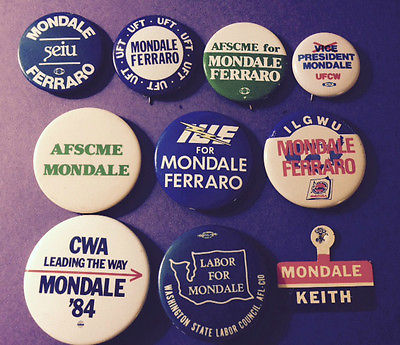 MONDALE
seiu
FERRARO
UFT · UFT · UFT · UFT · UFT · UFT
MONDALE
FERRARO
AFSCME for
MONDALE
FERRARO
VICE
PRESIDENT
MONDALE
UFCW
AFSCME
MONDALE
FOR
MONDALE
FERRARO
ILGWU
MONDALE
FERRARO
CWA
LEADING THE WAY
MONDALE
'84
LABOR
FOR
MONDALE
WASHINGTON STATE LABOR COUNCIL, AFL-CIO
MONDALE
KEITH